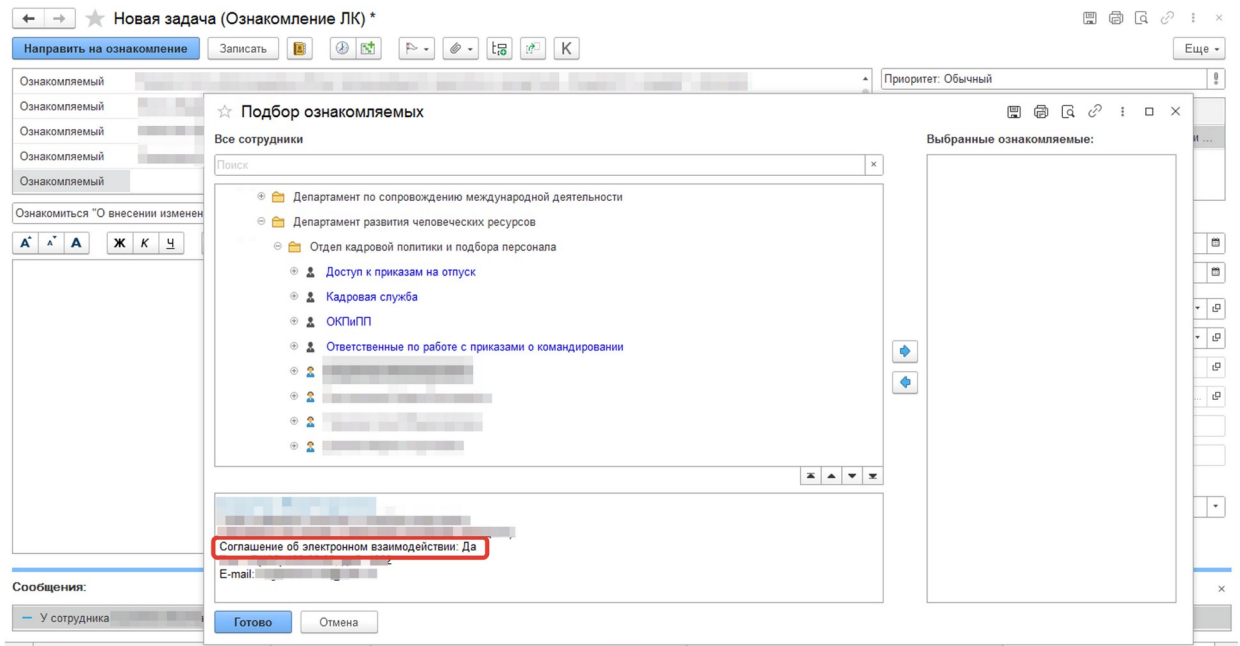 Новая задача (Ознакомление ЛК) *
Направить на ознакомление
Записать
K
Еще
Ознакомляемый
Приоритет: Обычный
Ознакомляемый
Ознакомляемый
Ознакомляемый
Ознакомляемый
Ознакомиться "О внесении изменен
А А А Ж К Ч
Подбор ознакомляемых
Все сотрудники
Выбранные ознакомляемые:
Поиск
Департамент по сопровождению международной деятельности
Департамент развития человеческих ресурсов
Отдел кадровой политики и подбора персонала
Доступ к приказам на отпуск
Кадровая служба
ОКПиПП
Ответственные по работе с приказами о командировании
Соглашение об электронном взаимодействии: Да
E-mail:
Готово
Отмена
Сообщения:
У сотрудника